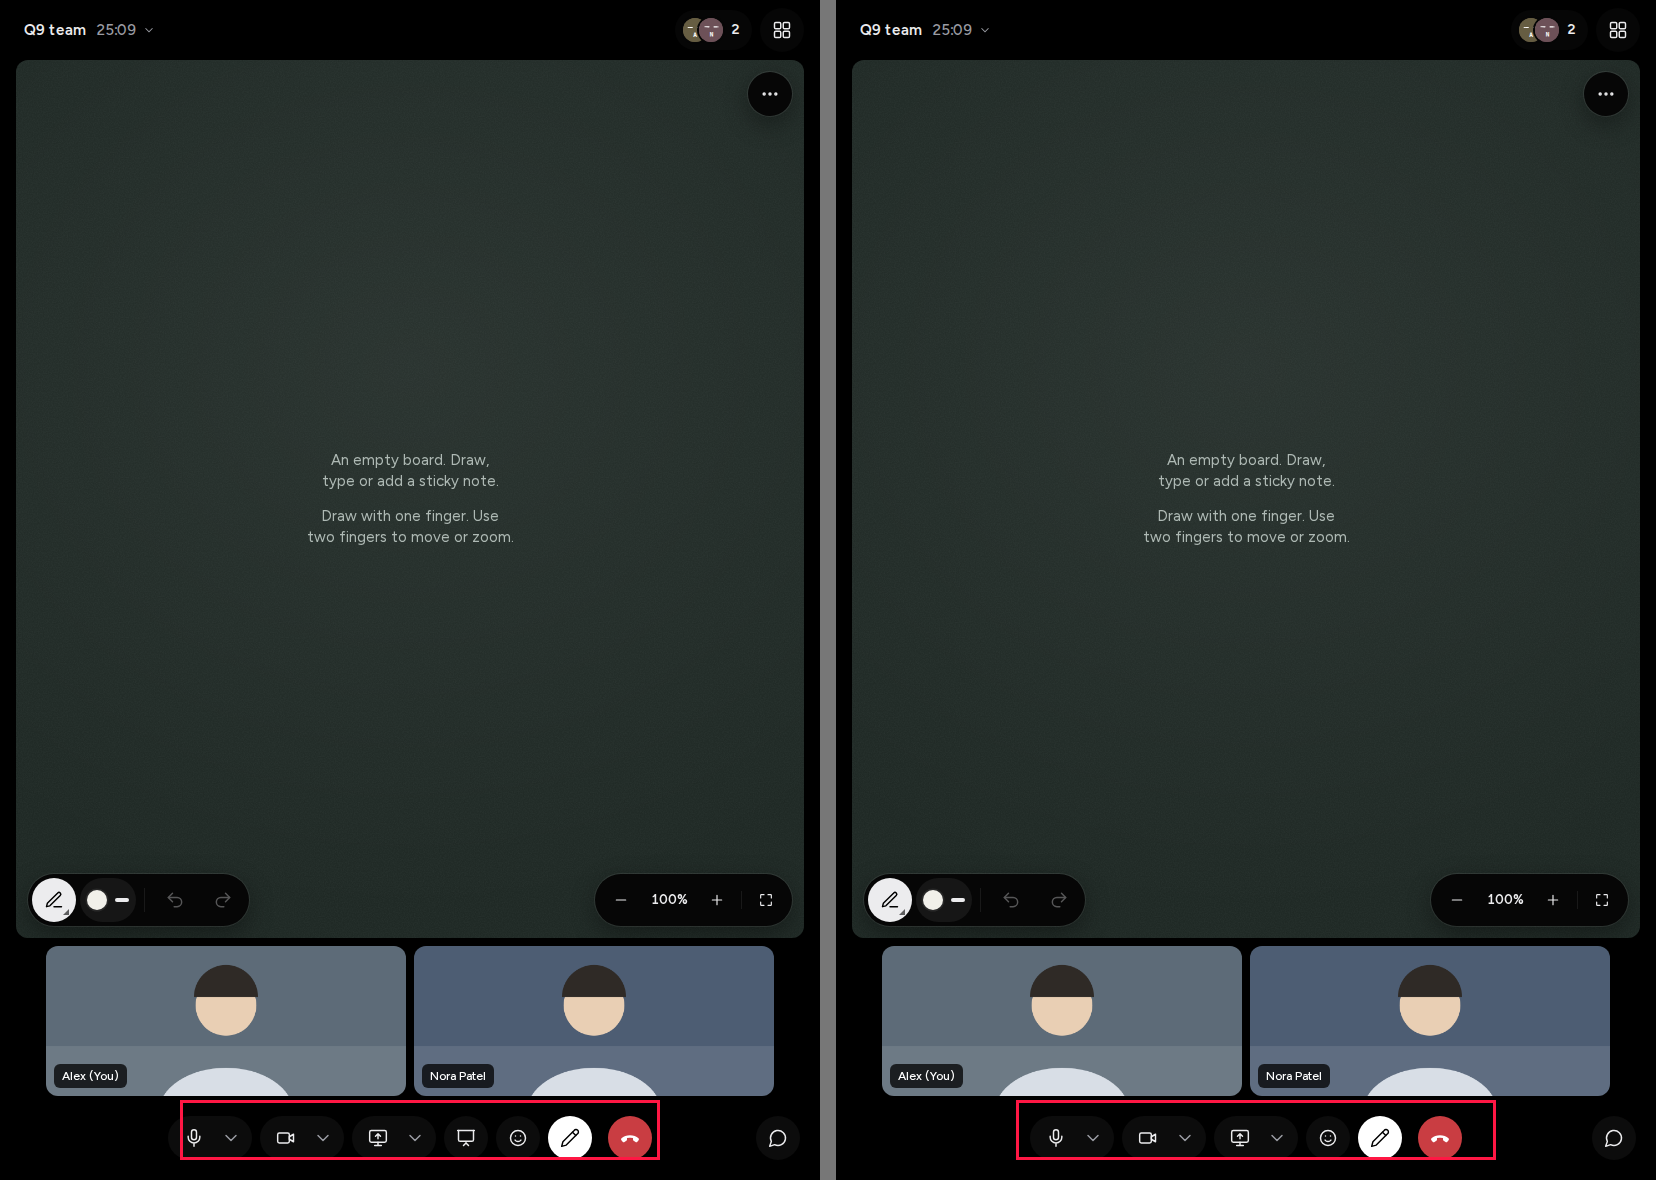 Q9 team 25:09
A N 2
An empty board. Draw,
type or add a sticky note.
Draw with one finger. Use
two fingers to move or zoom.
100%
Alex (You)
Nora Patel
Q9 team 25:09
A N 2
An empty board. Draw,
type or add a sticky note.
Draw with one finger. Use
two fingers to move or zoom.
100%
Alex (You)
Nora Patel